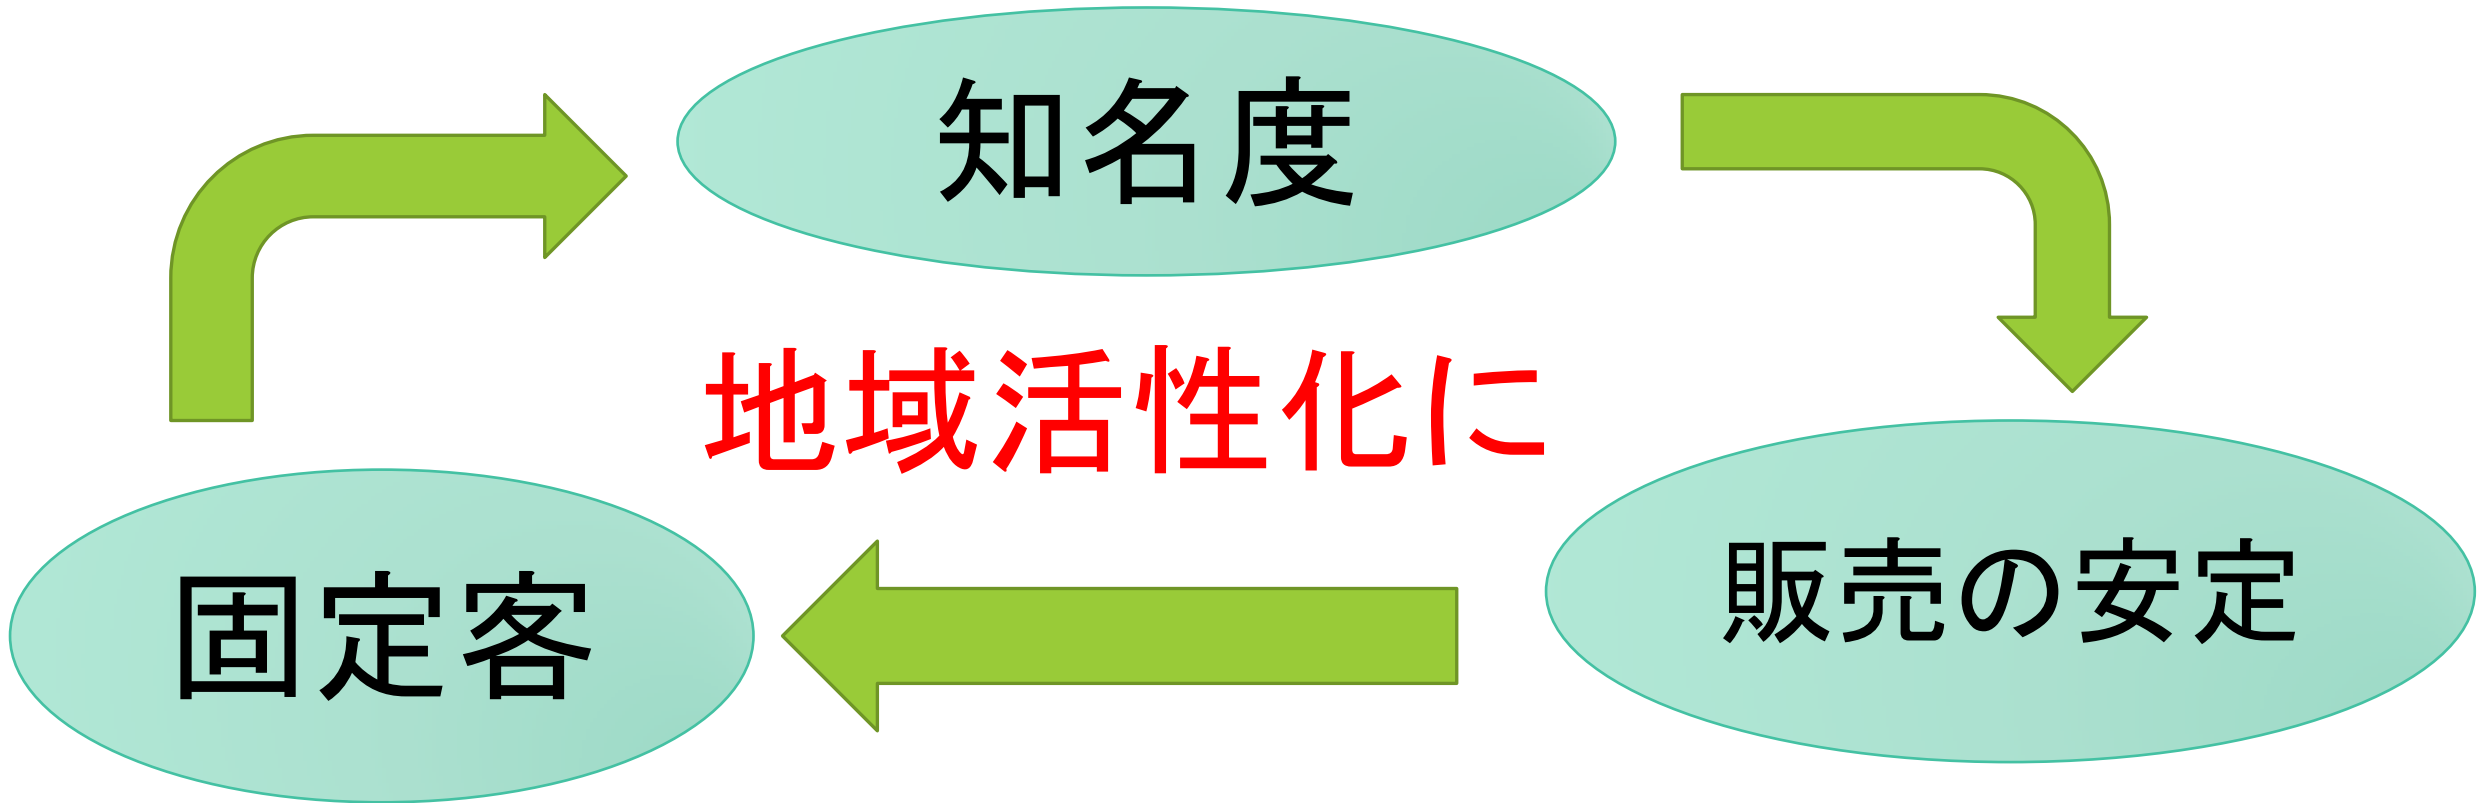 知名度
地域活性化に
固定客
販売の安定